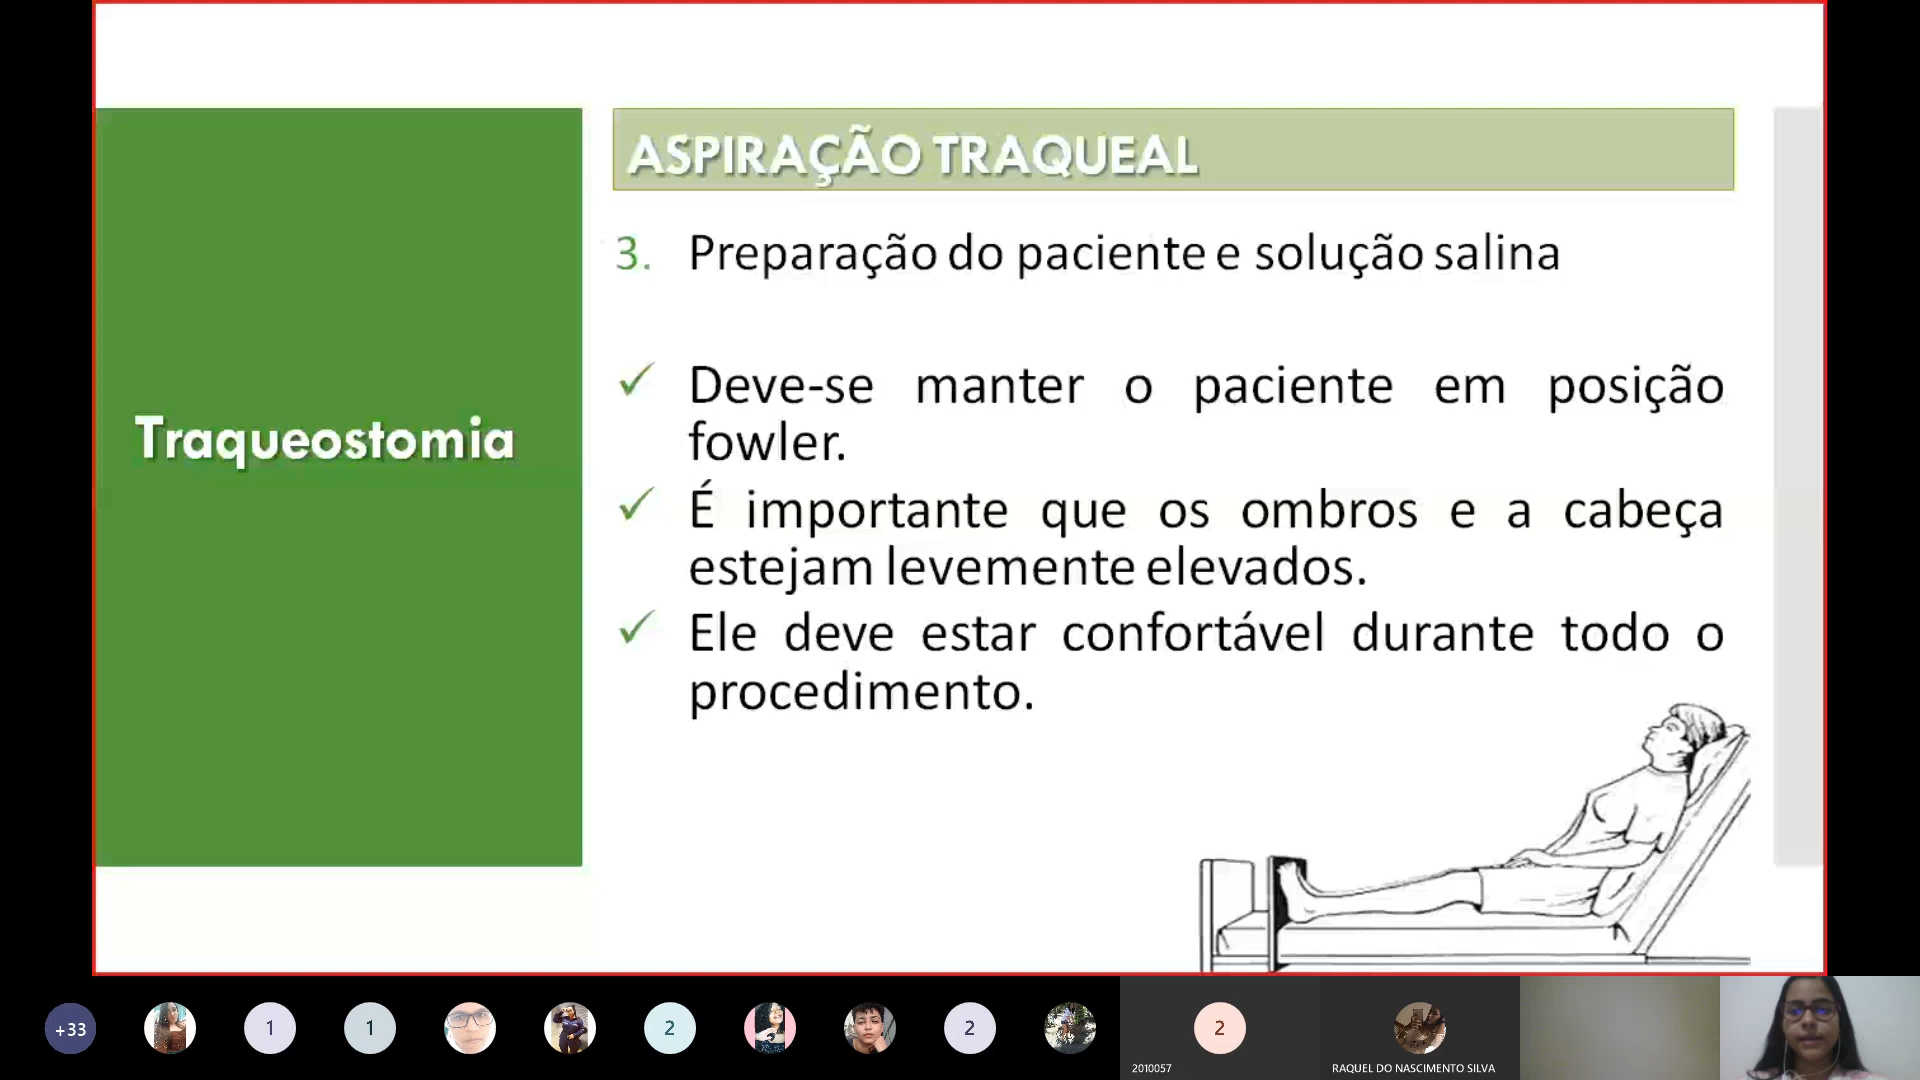 ASPIRAÇÃO TRAQUEAL
Traqueostomia
3. Preparação do paciente e solução salina
✓ Deve-se manter o paciente em posição
fowler.
✓ É importante que os ombros e a cabeça
estejam levemente elevados.
✓ Ele deve estar confortável durante todo o
procedimento.
+33
1
1
2
2
2
2010057
RAQUEL DO NASCIMENTO SILVA